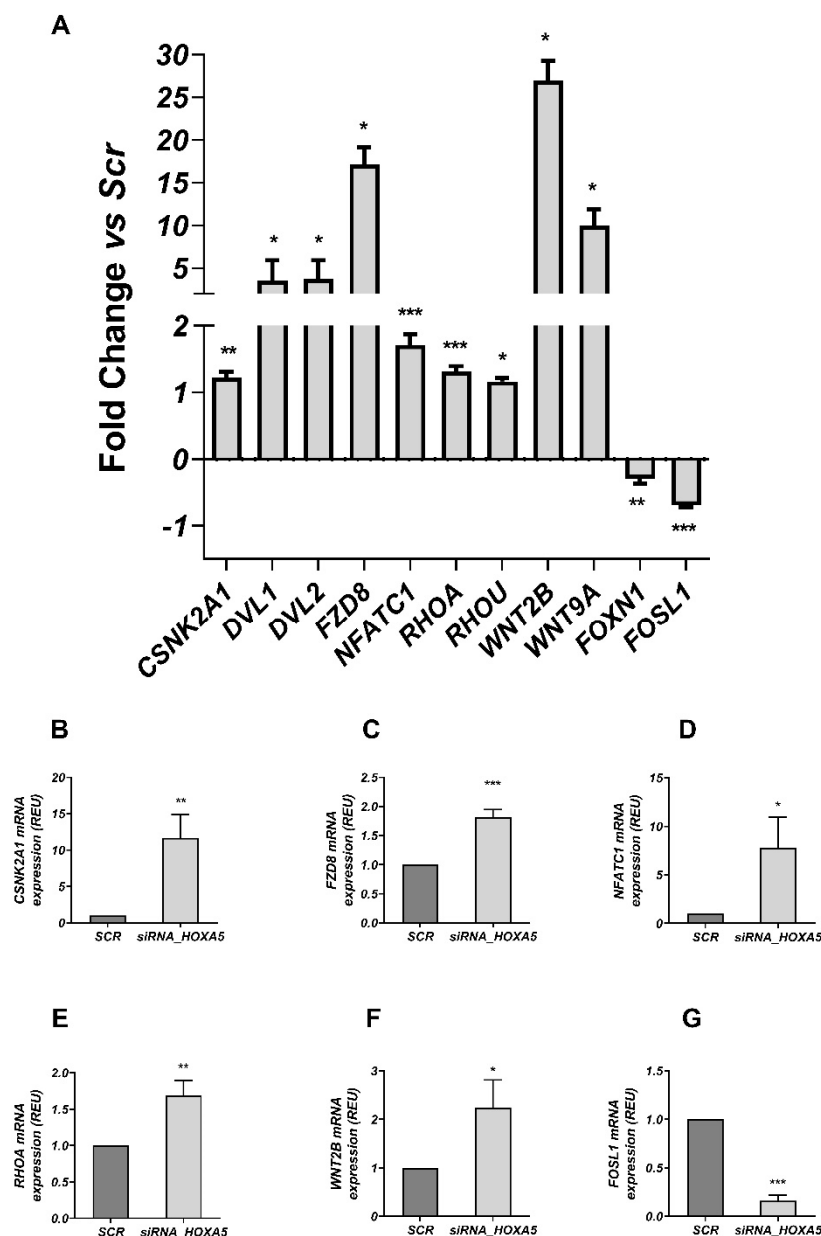 A
Fold Change vs Scr
30
25
20
15
10
5
2
1
0
-1
**
*
*
*
***
***
*
*
*
**
***
CSNK2A1
DVL1
DVL2
FZD8
NFATC1
RHOA
RHOU
WNT2B
WNT9A
FOXN1
FOSL1
B
CSNK2A1 mRNA
expression (REU)
20
15
10
5
0
**
SCR
siRNA_HOXA5
C
FZD8 mRNA
expression (REU)
2.5
2.0
1.5
1.0
0.5
0.0
***
SCR
siRNA_HOXA5
D
NFATC1 mRNA
expression (REU)
15
10
5
0
*
SCR
siRNA_HOXA5
E
RHOA mRNA
expression (REU)
2.0
1.5
1.0
0.5
0.0
**
SCR
siRNA_HOXA5
F
WNT2B mRNA
expression (REU)
3
2
1
0
*
SCR
siRNA_HOXA5
G
FOSL1 mRNA
expression (REU)
1.5
1.0
0.5
0.0
***
SCR
siRNA_HOXA5